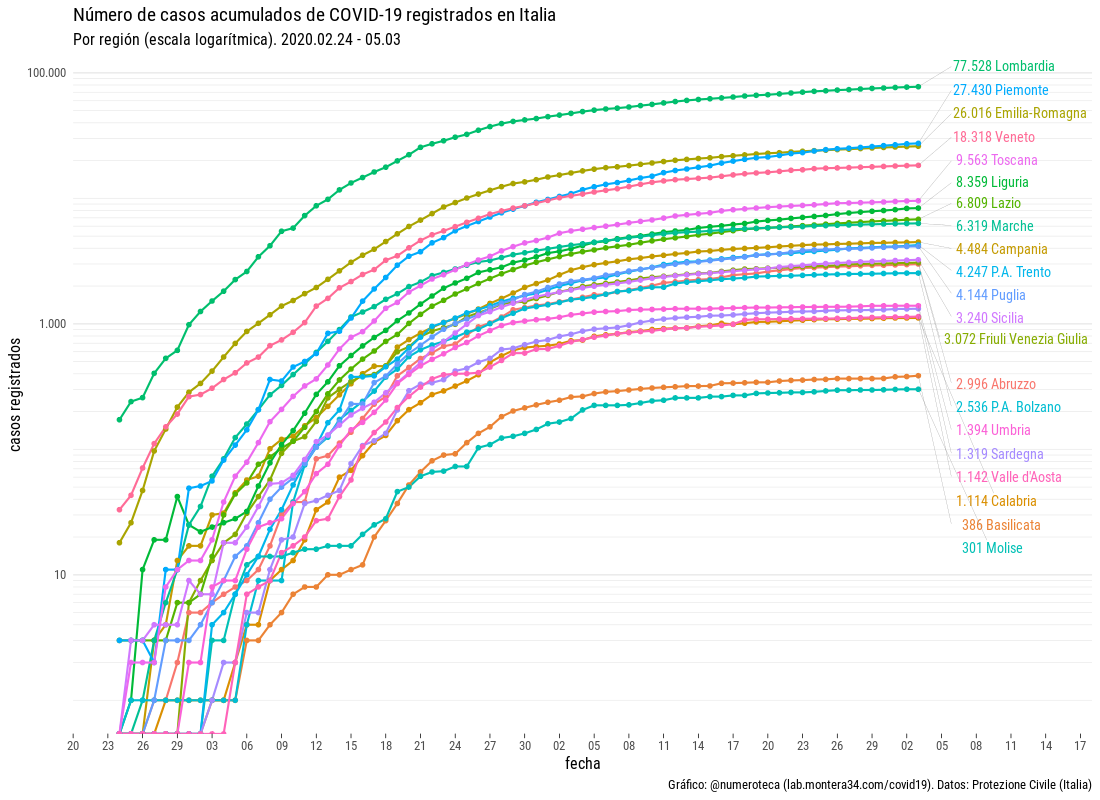 Número de casos acumulados de COVID-19 registrados en Italia
Por región (escala logarítmica). 2020.02.24 - 05.03
100.000
1.000
10
casos registrados
77.528 Lombardia
27.430 Piemonte
26.016 Emilia-Romagna
18.318 Veneto
9.563 Toscana
8.359 Liguria
6.809 Lazio
6.319 Marche
4.484 Campania
4.247 P.A. Trento
4.144 Puglia
3.240 Sicilia
3.072 Friuli Venezia Giulia
2.996 Abruzzo
2.536 P.A. Bolzano
1.394 Umbria
1.319 Sardegna
1.142 Valle d'Aosta
1.114 Calabria
386 Basilicata
301 Molise
20 23 26 29 03 06 09 12 15 18 21 24 27 30 02 05 08 11 14 17 20 23 26 29 02 05 08 11 14 17
fecha
Gráfico: @numeroteca (lab.montera34.com/covid19). Datos: Protezione Civile (Italia)